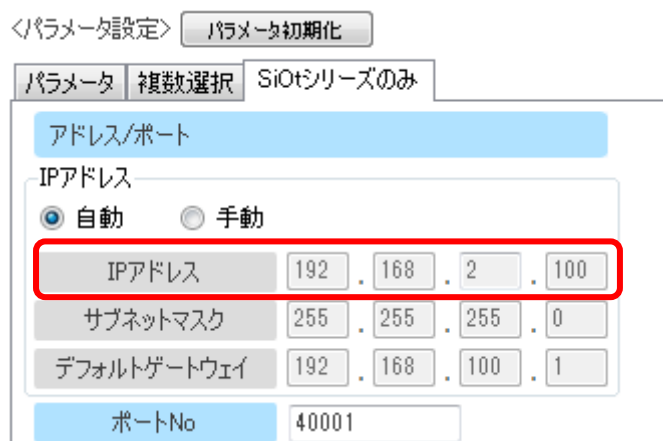 <パラメータ設定> パラメータ初期化
パラメータ 複数選択 SiOtシリーズのみ
アドレス/ポート
IPアドレス
自動 手動
IPアドレス 192 . 168 . 2 . 100
サブネットマスク 255 . 255 . 255 . 0
デフォルトゲートウェイ 192 . 168 . 100 . 1
ポートNo 40001